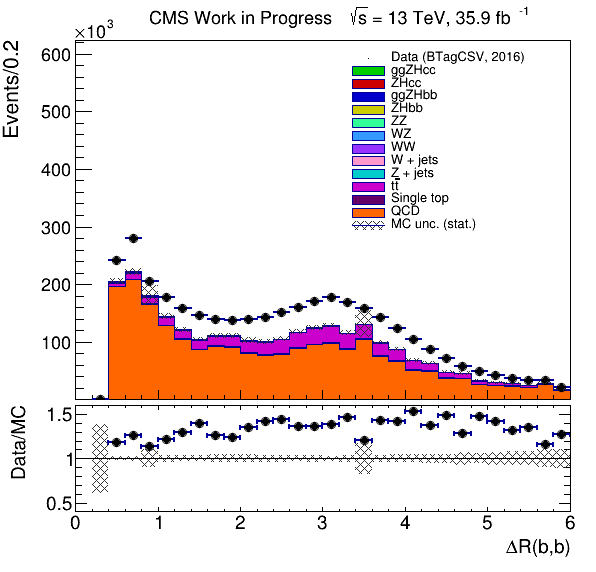 CMS Work in Progress √s = 13 TeV, 35.9 fb⁻¹
×10³
Events/0.2
600
500
400
300
200
100
Data (BTagCSV, 2016)
ggZHcc
ZHcc
ggZHbb
ZHbb
ZZ
WZ
WW
W + jets
Z + jets
tt̅
Single top
QCD
MC unc. (stat.)
Data/MC
1.5
1
0.5
0 1 2 3 4 5 6
ΔR(b,b)